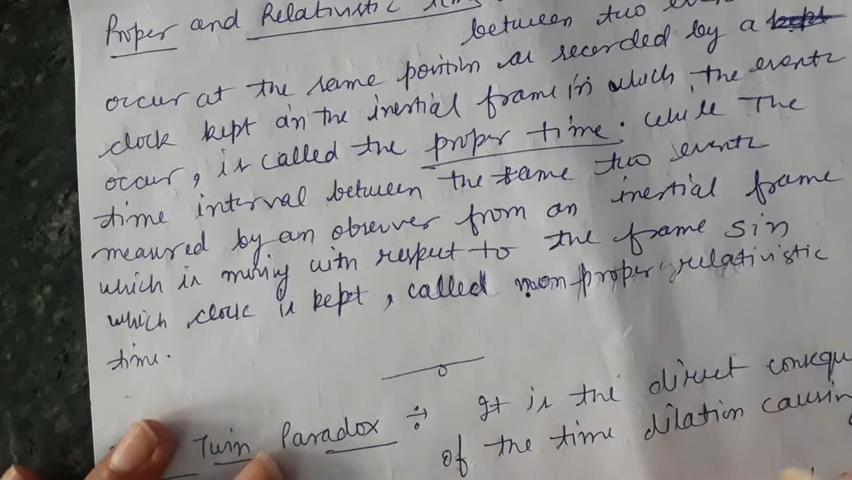 Proper and Relativistic
between two
occur at the same position as recorded by a
clock kept in the inertial frame in which the events
occur, is called the proper time. While The
time interval between the same two events
measured by an observer from an inertial frame
which is moving with respect to the frame S in
which clock is kept, called non-proper relativistic
time.
Twin Paradox ÷ It is the direct
of the time dilation causing